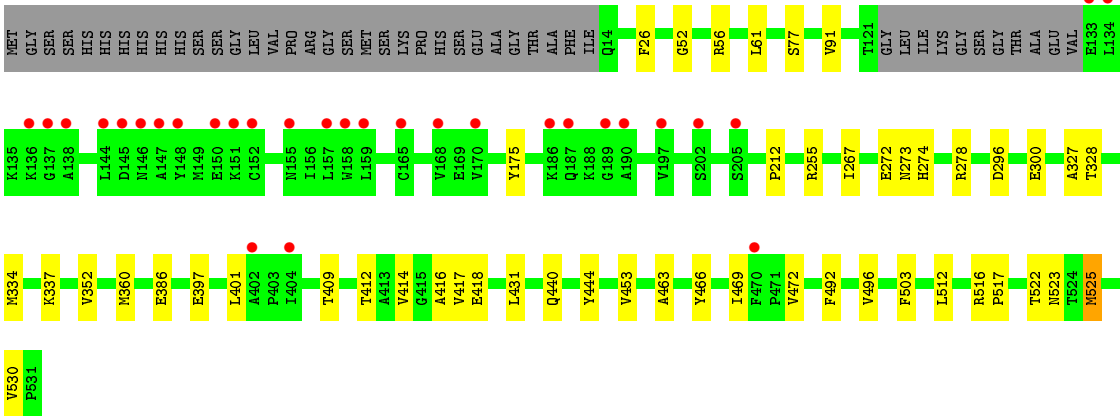 MET GLY SER SER HIS HIS HIS HIS HIS HIS SER SER GLY LEU VAL PRO ARG GLY SER MET SER LYS PRO HIS SER GLU ALA GLY THR ALA PHE ILE Q14 F26 G52 R56 L61 S77 V91 T121 GLY LEU ILE LYS GLY SER GLY THR ALA GLU VAL E133 L134
K135 K136 G137 A138 L144 D145 N146 A147 Y148 M149 E150 K151 C152 N155 I156 L157 W158 L159 C165 V168 E169 V170 Y175 K186 Q187 K188 G189 A190 V197 S202 S205 P212 R255 I267 E272 N273 H274 R278 D296 E300 A327 T328
M334 K337 V352 M360 E386 E397 L401 A402 P403 I404 T409 T412 A413 V414 G415 A416 V417 E418 L431 Q440 Y444 V453 A463 Y466 I469 F470 P471 V472 F492 V496 F503 L512 R516 P517 T522 N523 T524 M525
V530 P531